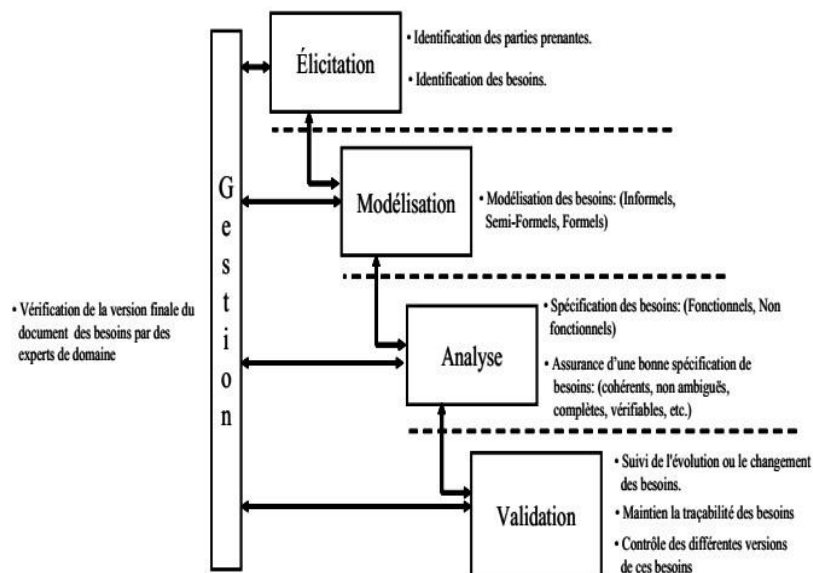 Élicitation
• Identification des parties prenantes.
• Identification des besoins.
Gestion
Modélisation
• Modélisation des besoins: (Informels,
Semi-Formels, Formels)
• Vérification de la version finale du
document des besoins par des
experts de domaine
Analyse
• Spécification des besoins: (Fonctionnels, Non
fonctionnels)
• Assurance d'une bonne spécification de
besoins: (cohérents, non ambiguës,
complètes, vérifiables, etc.)
Validation
• Suivi de l'évolution ou le changement
des besoins.
• Maintien la traçabilité des besoins
• Contrôle des différentes versions
de ces besoins